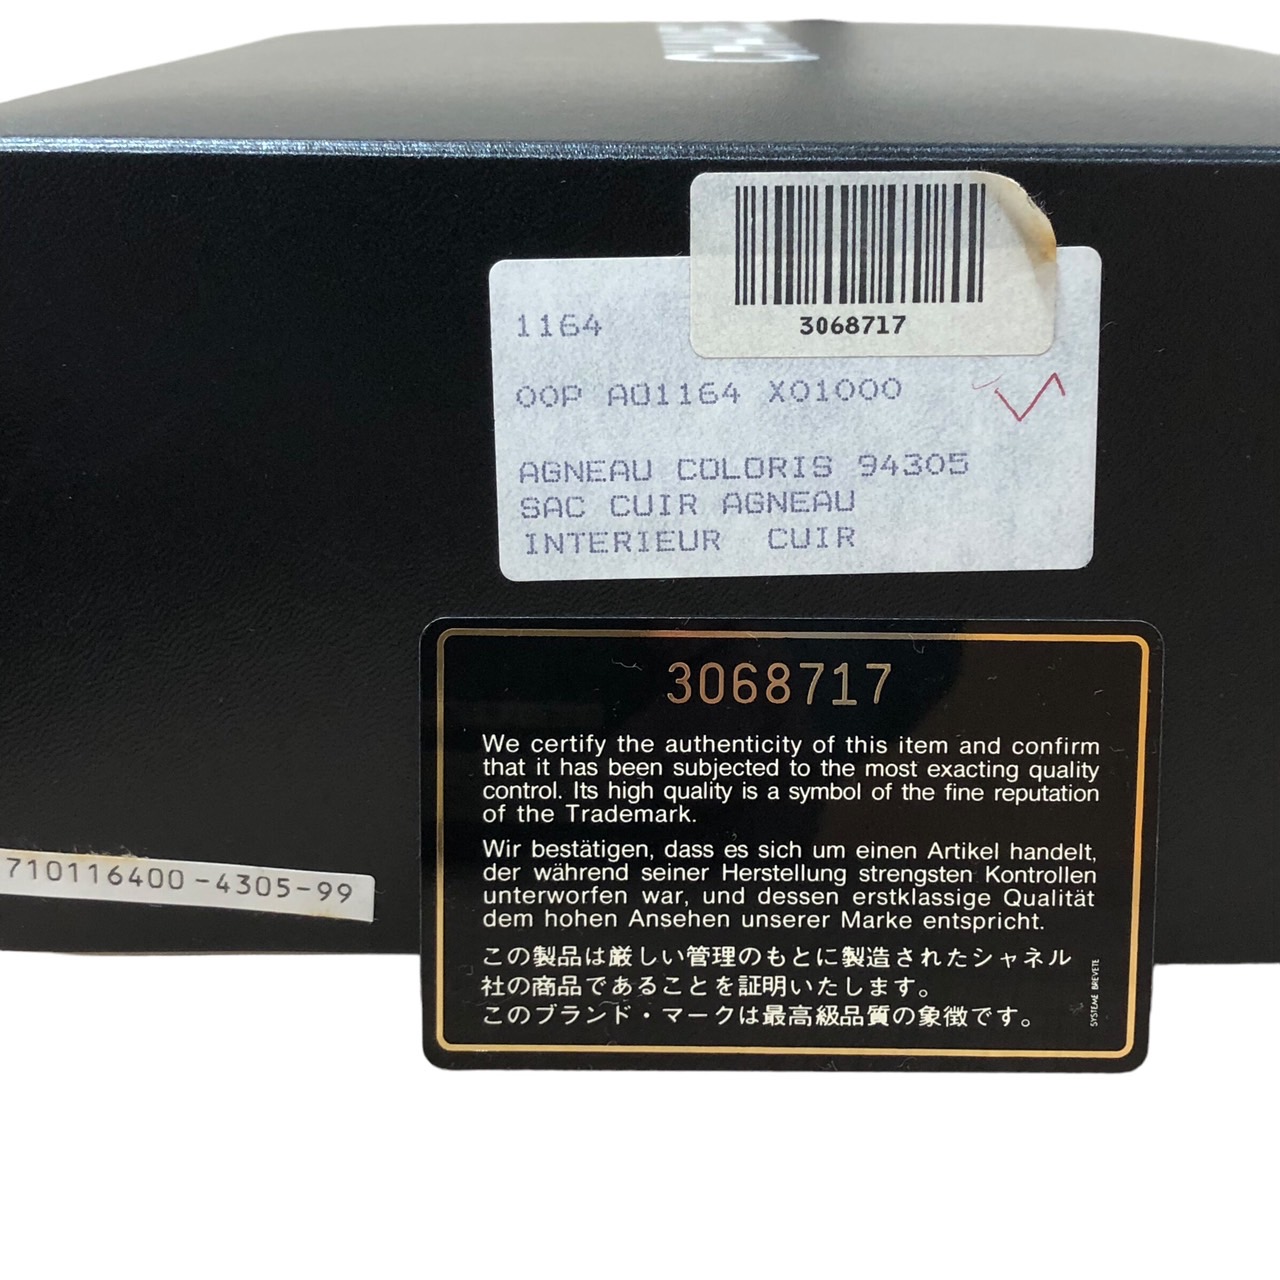 3068717
1164
00P A01164 X01000
AGNEAU COLORIS 94305
SAC CUIR AGNEAU
INTERIEUR CUIR
710116400-4305-99
3068717
We certify the authenticity of this item and confirm
that it has been subjected to the most exacting quality
control. Its high quality is a symbol of the fine reputation
of the Trademark.
Wir bestätigen, dass es sich um einen Artikel handelt,
der während seiner Herstellung strengsten Kontrollen
unterworfen war, und dessen erstklassige Qualität
dem hohen Ansehen unserer Marke entspricht.
この製品は厳しい管理のもとに製造されたシャネル
社の商品であることを証明いたします。
このブランド・マークは最高級品質の象徴です。
SYSTEME BREVETE